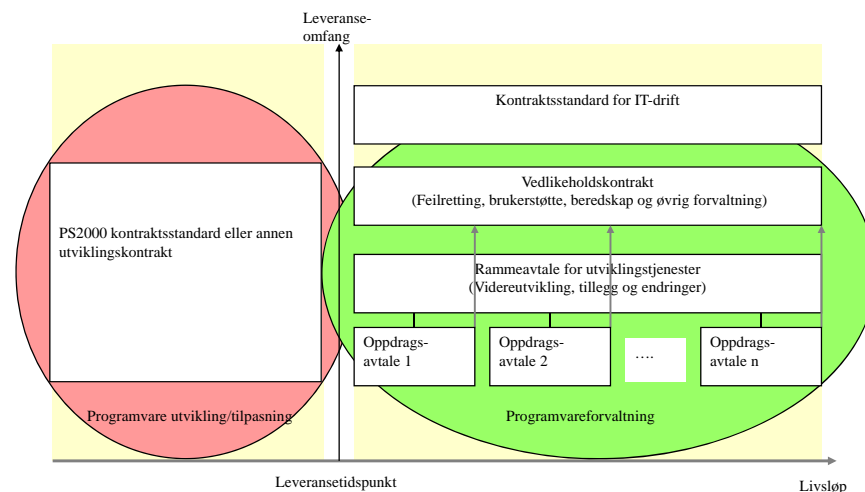 Leveranse-
omfang
Kontraktsstandard for IT-drift
Vedlikeholdskontrakt
(Feilretting, brukerstøtte, beredskap og øvrig forvaltning)
PS2000 kontraktsstandard eller annen
utviklingskontrakt
Rammeavtale for utviklingstjenester
(Videreutvikling, tillegg og endringer)
Oppdrags-
avtale 1
Oppdrags-
avtale 2
….
Oppdrags-
avtale n
Programvare utvikling/tilpasning
Programvareforvaltning
Leveransetidspunkt
Livsløp